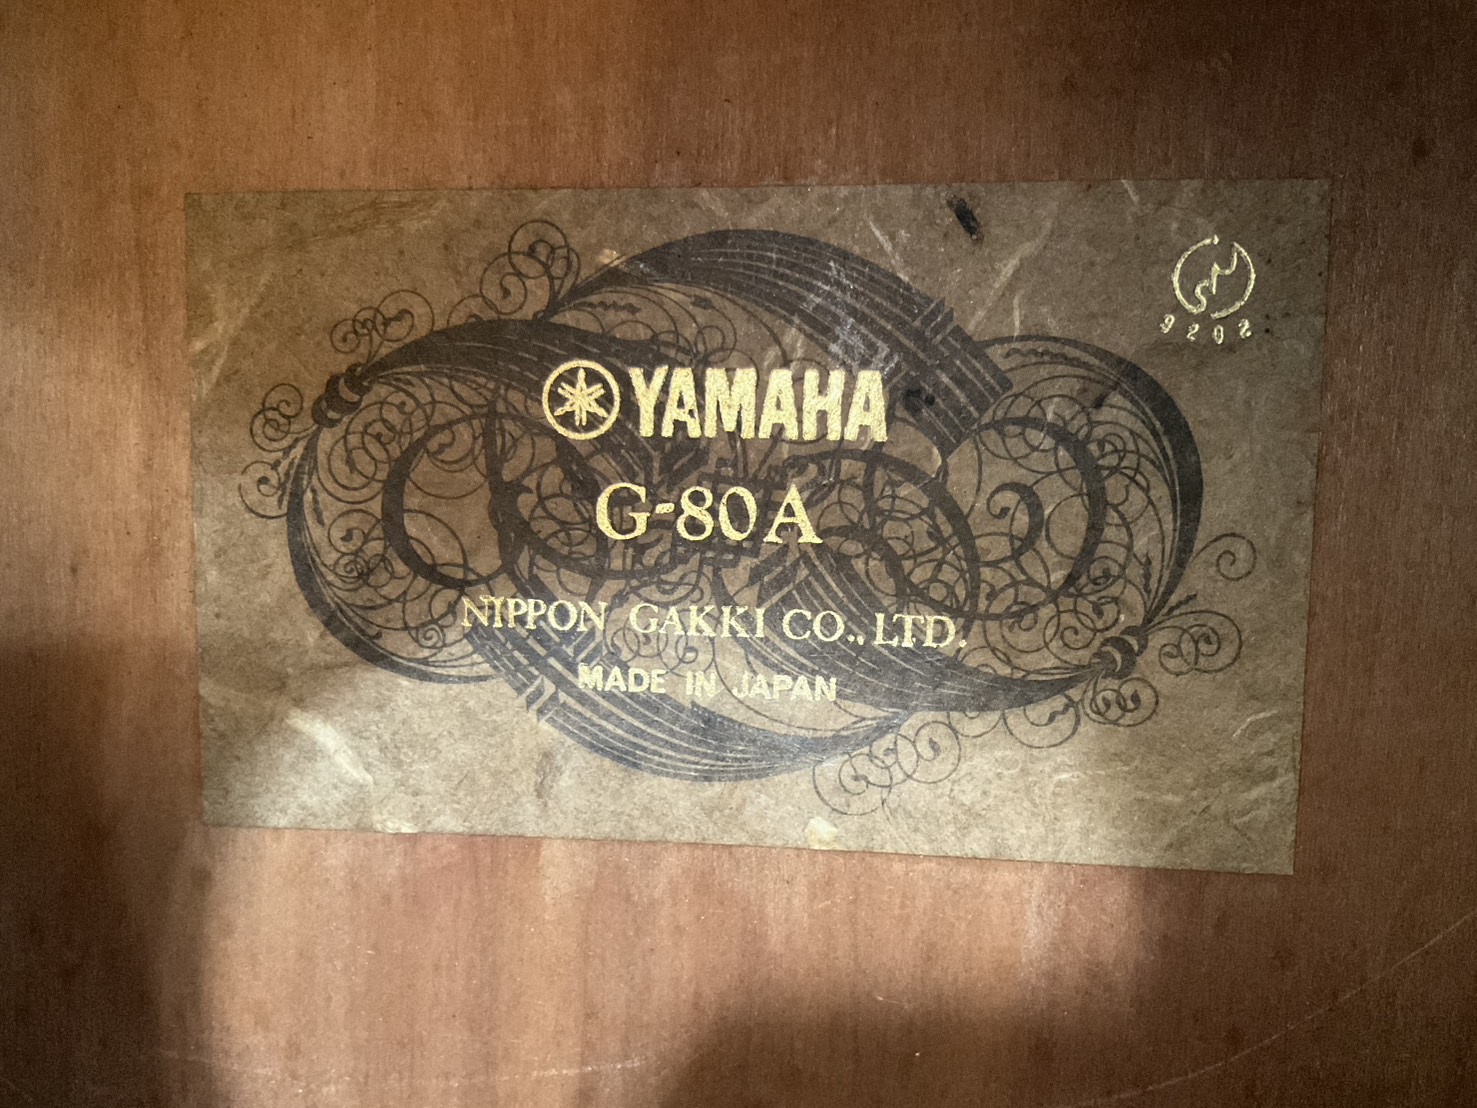 9202
YAMAHA
G-80A
NIPPON GAKKI CO., LTD.
MADE IN JAPAN